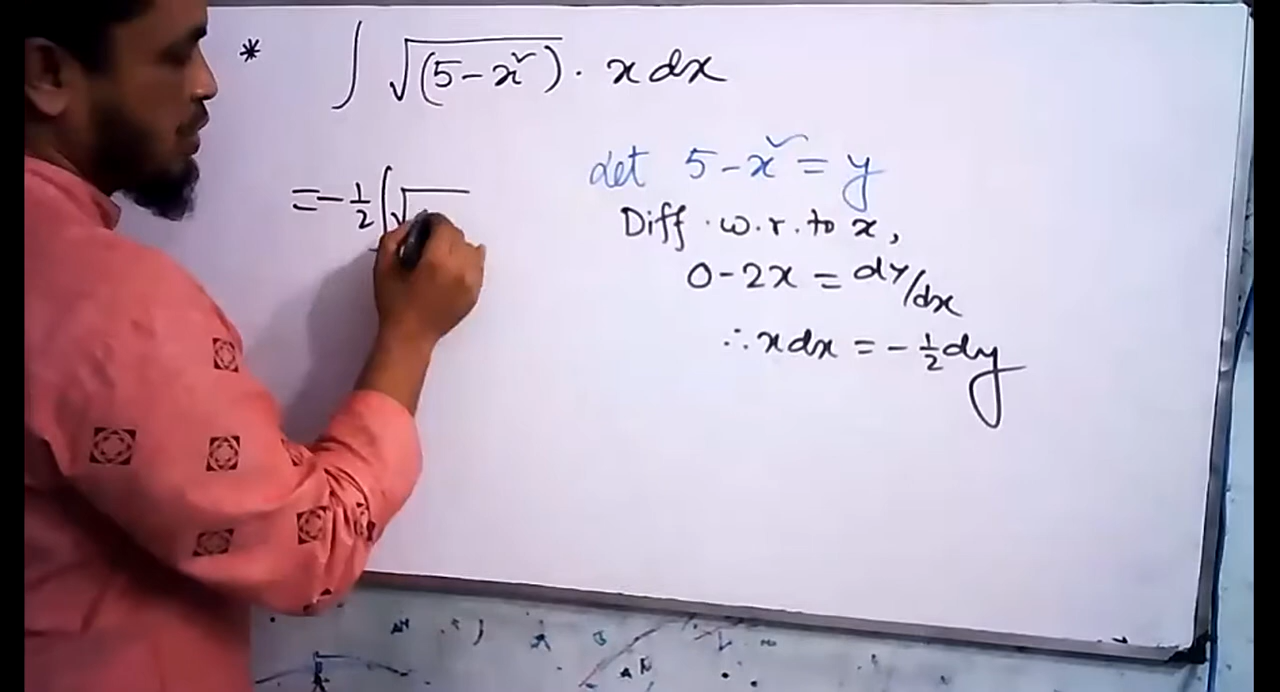 * ∫ √(5-x²) · x dx
Let 5-x² = y
= -1/2 ∫ √
Diff. w.r.to x,
0-2x = dy/dx
∴ x dx = -1/2 dy